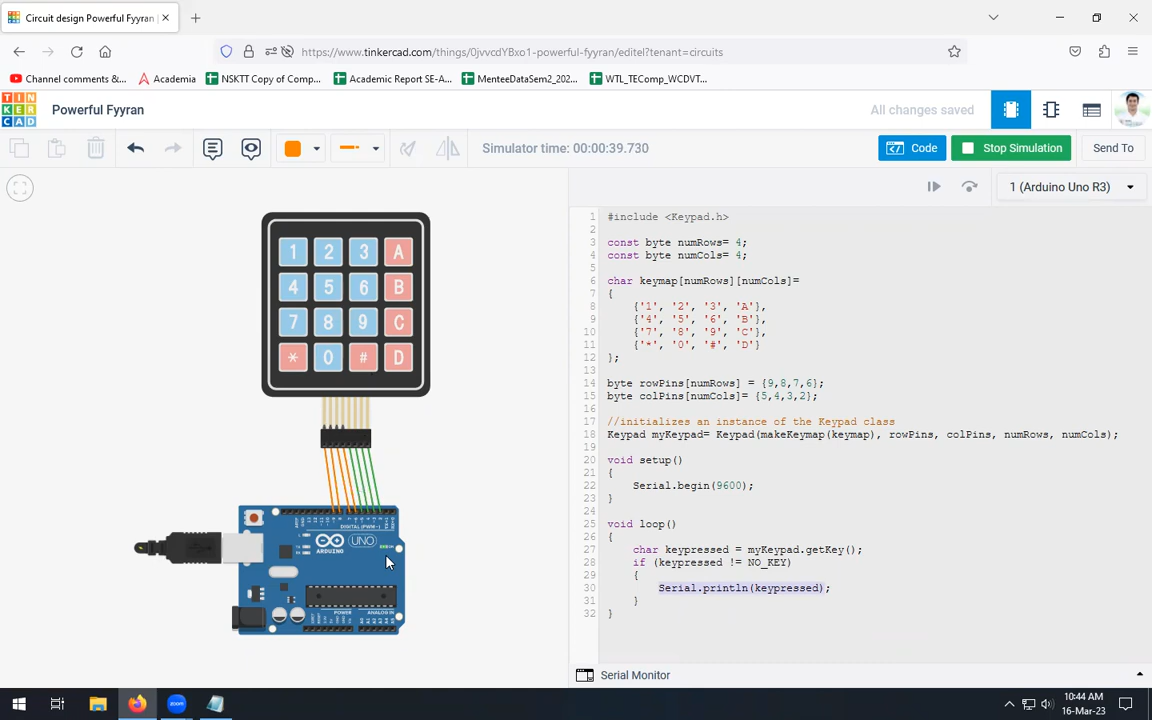 Circuit design Powerful Fyyran
https://www.tinkercad.com/things/0jvvcdYBxo1-powerful-fyyran/editel?tenant=circuits
Channel comments &... Academia NSKTT Copy of Comp... Academic Report SE-A... MenteeDataSem2_202... WTL_TEComp_WCDVT...
TIN
KER
CAD
Powerful Fyyran
All changes saved
Simulator time: 00:00:39.730
Code
Stop Simulation
Send To
1 (Arduino Uno R3)
1 2 3 A
4 5 6 B
7 8 9 C
* 0 # D
DIGITAL (PWM~)
UNO
ARDUINO
POWER ANALOG IN
1 #include <Keypad.h>
2
3 const byte numRows= 4;
4 const byte numCols= 4;
5
6 char keymap[numRows][numCols]=
7 {
8 {'1', '2', '3', 'A'},
9 {'4', '5', '6', 'B'},
10 {'7', '8', '9', 'C'},
11 {'*', '0', '#', 'D'}
12 };
13
14 byte rowPins[numRows] = {9,8,7,6};
15 byte colPins[numCols]= {5,4,3,2};
16
17 //initializes an instance of the Keypad class
18 Keypad myKeypad= Keypad(makeKeymap(keymap), rowPins, colPins, numRows, numCols);
19
20 void setup()
21 {
22 Serial.begin(9600);
23 }
24
25 void loop()
26 {
27 char keypressed = myKeypad.getKey();
28 if (keypressed != NO_KEY)
29 {
30 Serial.println(keypressed);
31 }
32 }
Serial Monitor
10:44 AM
16-Mar-23